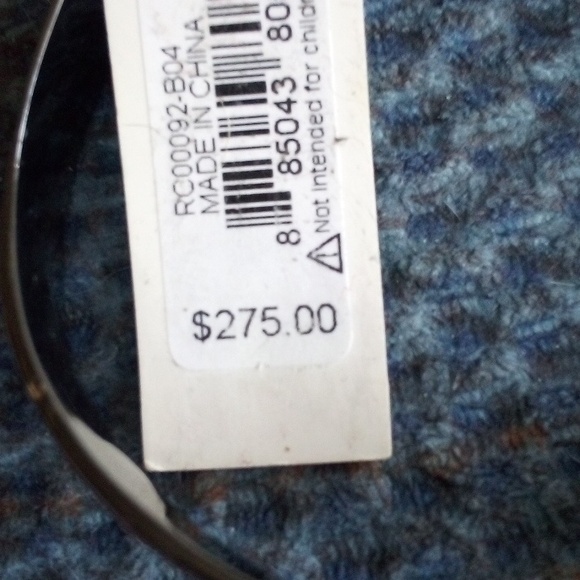 RC00092-B04
MADE IN CHINA
8 85043 80
Not intended for childr
$275.00